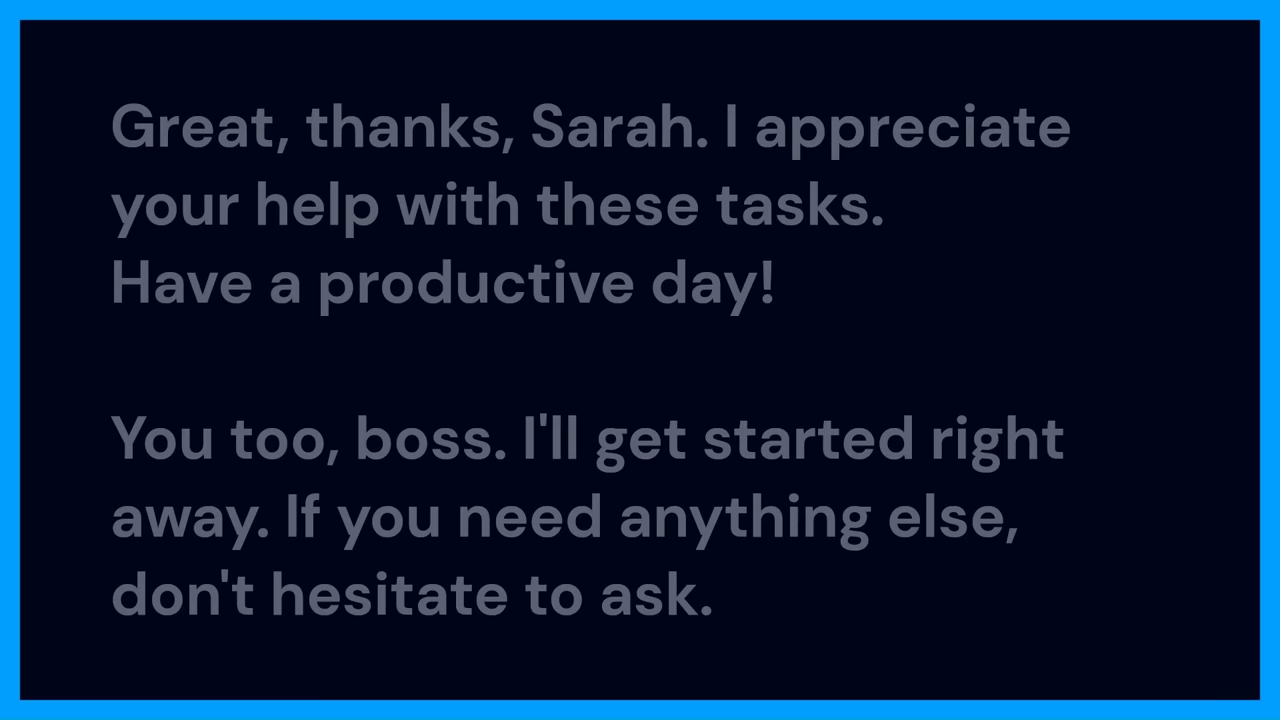 Great, thanks, Sarah. I appreciate
your help with these tasks.
Have a productive day!
You too, boss. I'll get started right
away. If you need anything else,
don't hesitate to ask.